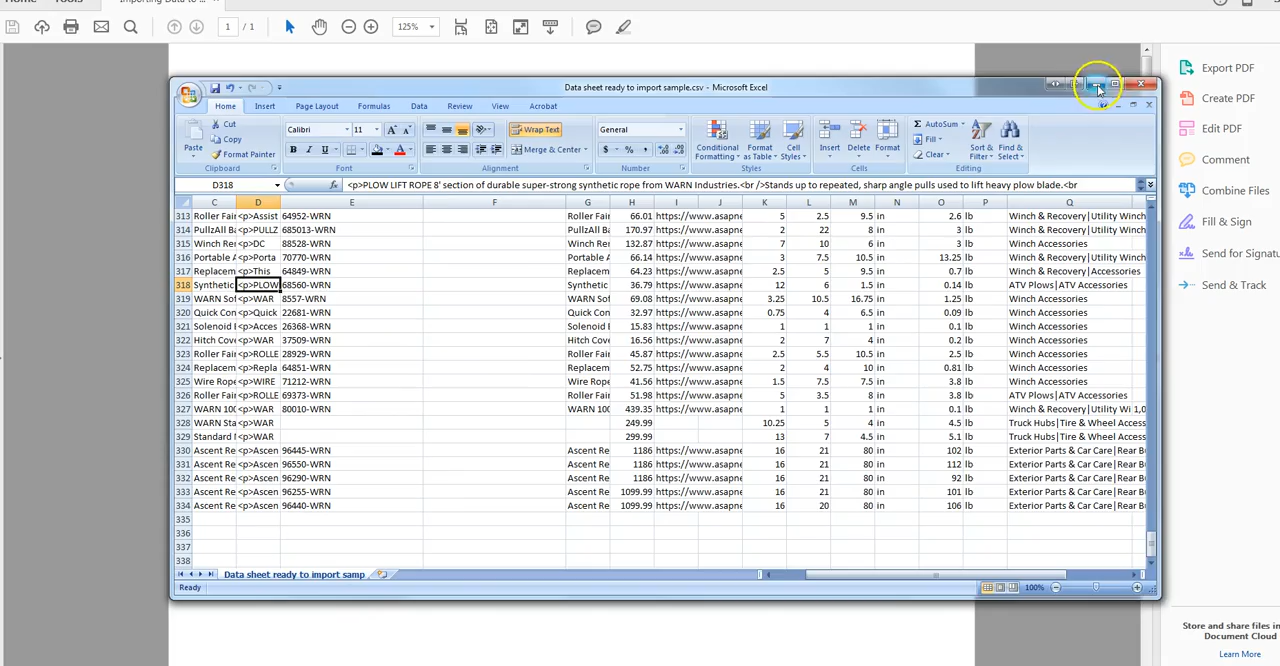 Tools
Importing Data to
1 / 1
125%
Export PDF
Create PDF
Edit PDF
Comment
Combine Files
Fill & Sign
Send for Signatu
Send & Track
Store and share files in
Document Cloud
Learn More
Data sheet ready to import sample.csv - Microsoft Excel
Home Insert Page Layout Formulas Data Review View Acrobat
Paste
Cut
Copy
Format Painter
Clipboard
Calibri 11
B I U
Font
Wrap Text
Merge & Center
Alignment
General
$ % ,
Number
Conditional Formatting
Format as Table
Cell Styles
Styles
Insert Delete Format
Cells
Σ AutoSum
Fill
Clear
Sort & Filter
Find & Select
Editing
D318 fx <p>PLOW LIFT ROPE 8' section of durable super-strong synthetic rope from WARN Industries.<br />Stands up to repeated, sharp angle pulls used to lift heavy plow blade.<br
C D E F G H I J K L M N O P Q
313 Roller Fai <p>Assist 64952-WRN Roller Fai 66.01 https://www.asapne 5 2.5 9.5 in 2.6 lb Winch & Recovery|Utility Winch
314 PullzAll B <p>PULLZ 685013-WRN PullzAll B 170.97 https://www.asapne 2 22 8 in 3 lb Winch & Recovery|Utility Winch
315 Winch Re <p>DC 88528-WRN Winch Re 132.87 https://www.asapne 7 10 6 in 3 lb Winch Accessories
316 Portable A <p>Porta 70770-WRN Portable A 66.14 https://www.asapne 3 7.5 10.5 in 13.25 lb Winch & Recovery|Utility Winch
317 Replacem <p>This 64849-WRN Replacem 64.23 https://www.asapne 2.5 5 9.5 in 0.7 lb Winch & Recovery|Accessories
318 Synthetic <p>PLOW 68560-WRN Synthetic 36.79 https://www.asapne 12 6 1.5 in 0.14 lb ATV Plows|ATV Accessories
319 WARN Sof <p>WAR 8557-WRN WARN Sof 69.08 https://www.asapne 3.25 10.5 16.75 in 1.25 lb Winch Accessories
320 Quick Con <p>Quick 22681-WRN Quick Con 32.97 https://www.asapne 0.75 4 6.5 in 0.09 lb Winch Accessories
321 Solenoid <p>Acces 26368-WRN Solenoid 15.83 https://www.asapne 1 1 1 in 0.1 lb Winch Accessories
322 Hitch Cov <p>WAR 37509-WRN Hitch Cov 16.56 https://www.asapne 2 7 4 in 0.2 lb Winch Accessories
323 Roller Fai <p>ROLLE 28929-WRN Roller Fai 45.87 https://www.asapne 2.5 5.5 10.5 in 2.5 lb Winch Accessories
324 Replacem <p>Repla 64851-WRN Replacem 52.75 https://www.asapne 2 4 10 in 0.81 lb Winch Accessories
325 Wire Rope <p>WIRE 71212-WRN Wire Rope 41.56 https://www.asapne 1.5 7.5 7.5 in 3.8 lb Winch Accessories
326 Roller Fai <p>ROLLE 69373-WRN Roller Fai 51.98 https://www.asapne 5 3.5 8 in 3.8 lb ATV Plows|ATV Accessories
327 WARN 100 <p>WAR 80010-WRN WARN 100 439.35 https://www.asapne 1 1 1 in 0.1 lb Winch & Recovery|Utility Wi 1,0
328 WARN Sta <p>WAR 249.99 10.25 5 4 in 4.5 lb Truck Hubs|Tire & Wheel Access
329 Standard <p>WAR 299.99 13 7 4.5 in 5.1 lb Truck Hubs|Tire & Wheel Access
330 Ascent Re <p>Ascen 96445-WRN Ascent Re 1186 https://www.asapne 16 21 80 in 102 lb Exterior Parts & Car Care|Rear Bu
331 Ascent Re <p>Ascen 96550-WRN Ascent Re 1186 https://www.asapne 16 21 80 in 112 lb Exterior Parts & Car Care|Rear Bu
332 Ascent Re <p>Ascen 96290-WRN Ascent Re 1186 https://www.asapne 16 21 80 in 92 lb Exterior Parts & Car Care|Rear Bu
333 Ascent Re <p>Ascen 96255-WRN Ascent Re 1099.99 https://www.asapne 16 21 80 in 101 lb Exterior Parts & Car Care|Rear Bu
334 Ascent Re <p>Ascen 96440-WRN Ascent Re 1099.99 https://www.asapne 16 20 80 in 106 lb Exterior Parts & Car Care|Rear Bu
335
336
337
338
Data sheet ready to import samp
Ready
100%